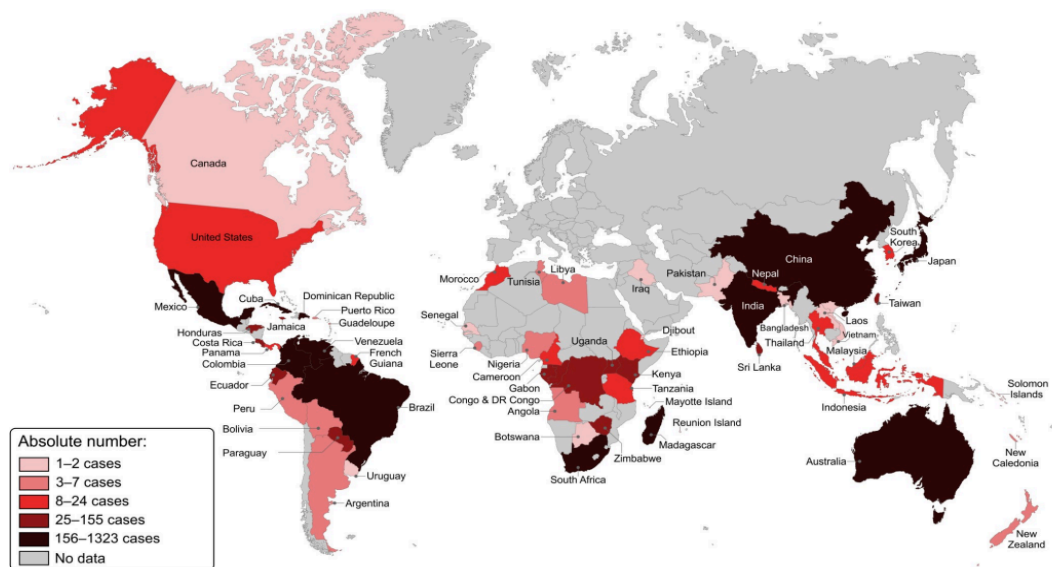 Canada
United States
Mexico
Cuba
Dominican Republic
Puerto Rico
Guadeloupe
Jamaica
Honduras
Costa Rica
Panama
Colombia
Venezuela
French
Guiana
Ecuador
Peru
Brazil
Bolivia
Paraguay
Uruguay
Argentina
Morocco
Tunisia
Libya
Senegal
Sierra
Leone
Nigeria
Cameroon
Gabon
Congo & DR Congo
Angola
Botswana
South Africa
Uganda
Djibout
Ethiopia
Kenya
Tanzania
Mayotte Island
Reunion Island
Madagascar
Zimbabwe
Iraq
Pakistan
Nepal
India
China
South
Korea
Japan
Taiwan
Bangladesh
Laos
Vietnam
Thailand
Malaysia
Sri Lanka
Indonesia
Solomon
Islands
New
Caledonia
Australia
New
Zealand
Absolute number:
1–2 cases
3–7 cases
8–24 cases
25–155 cases
156–1323 cases
No data